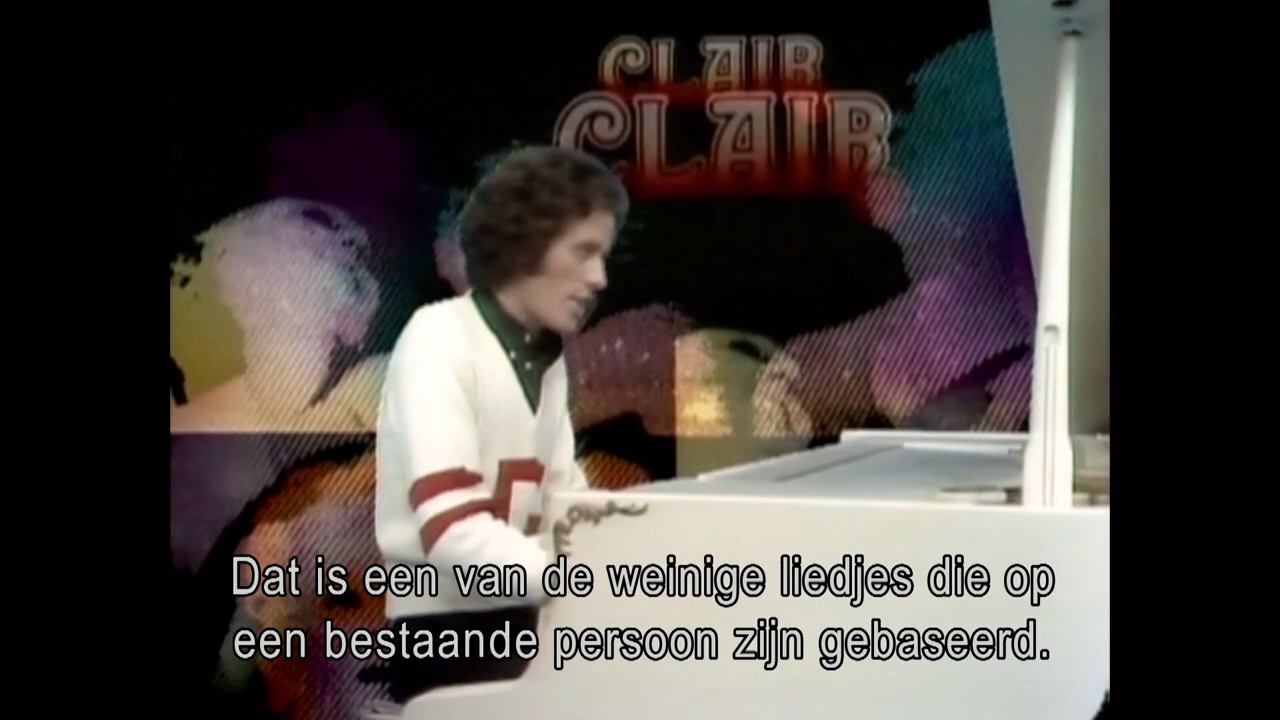 CLAIR
CLAIR
Dat is een van de weinige liedjes die op
een bestaande persoon zijn gebaseerd.